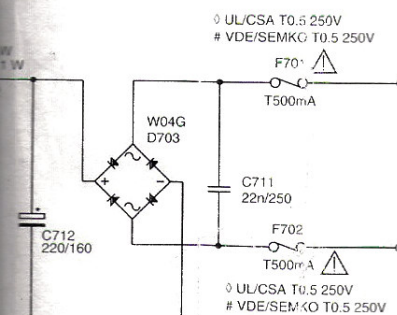 ◊ UL/CSA T0.5 250V
# VDE/SEMKO T0.5 250V
W
1 W
F701
T500mA
W04G
D703
C711
22n/250
C712
220/160
F702
T500mA
◊ UL/CSA T0.5 250V
# VDE/SEMKO T0.5 250V